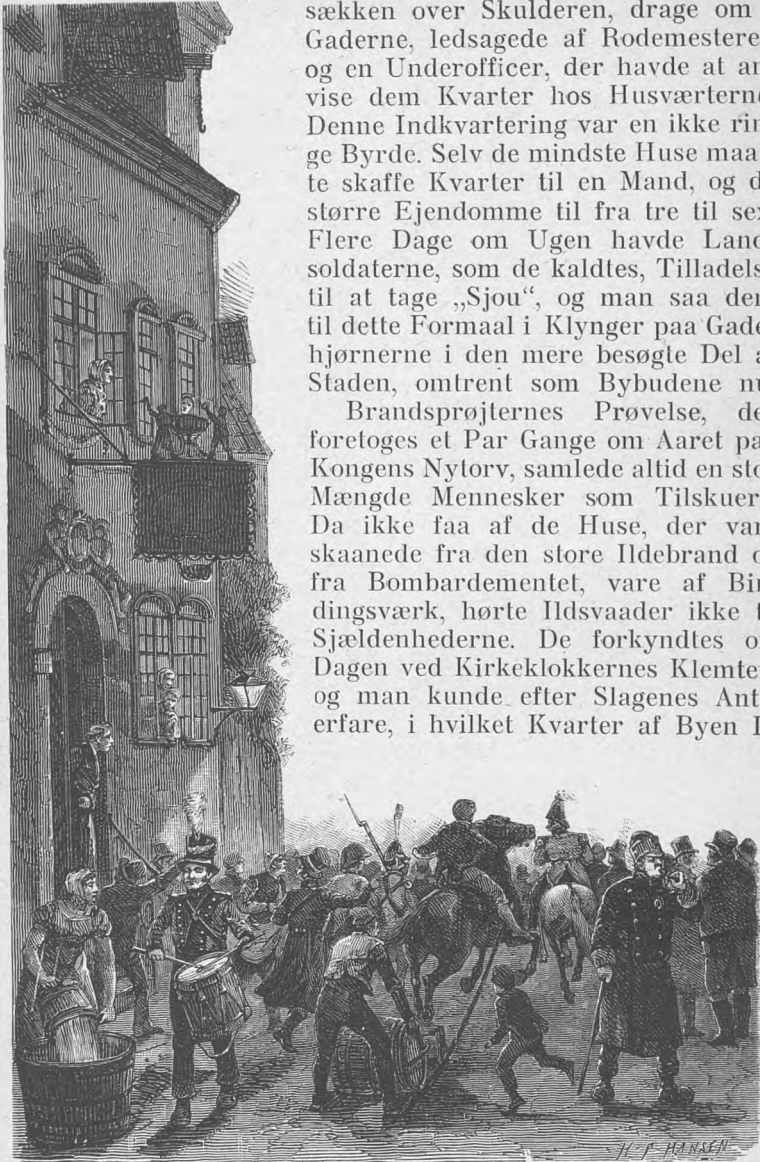 sækken over Skulderen, drage om
Gaderne, ledsagede af Rodemestere
og en Underofficer, der havde at an
vise dem Kvarter hos Husværterne
Denne Indkvartering var en ikke rin
ge Byrde. Selv de mindste Huse maa
te skaffe Kvarter til en Mand, og d
større Ejendomme til fra tre til sex
Flere Dage om Ugen havde Land
soldaterne, som de kaldtes, Tilladels
til at tage „Sjou“, og man saa dem
til dette Formaal i Klynger paa Gade
hjørnerne i den mere besøgte Del a
Staden, omtrent som Bybudene nu
Brandsprøjternes Prøvelse, de
foretoges et Par Gange om Aaret pa
Kongens Nytorv, samlede altid en sto
Mængde Mennesker som Tilskuere
Da ikke faa af de Huse, der var
skaanede fra den store Ildebrand o
fra Bombardementet, vare af Bin
dingsværk, hørte Ildsvaader ikke t
Sjældenhederne. De forkyndtes o
Dagen ved Kirkeklokkernes Klemte
og man kunde efter Slagenes Ant
erfare, i hvilket Kvarter af Byen I
H. P. HANSEN